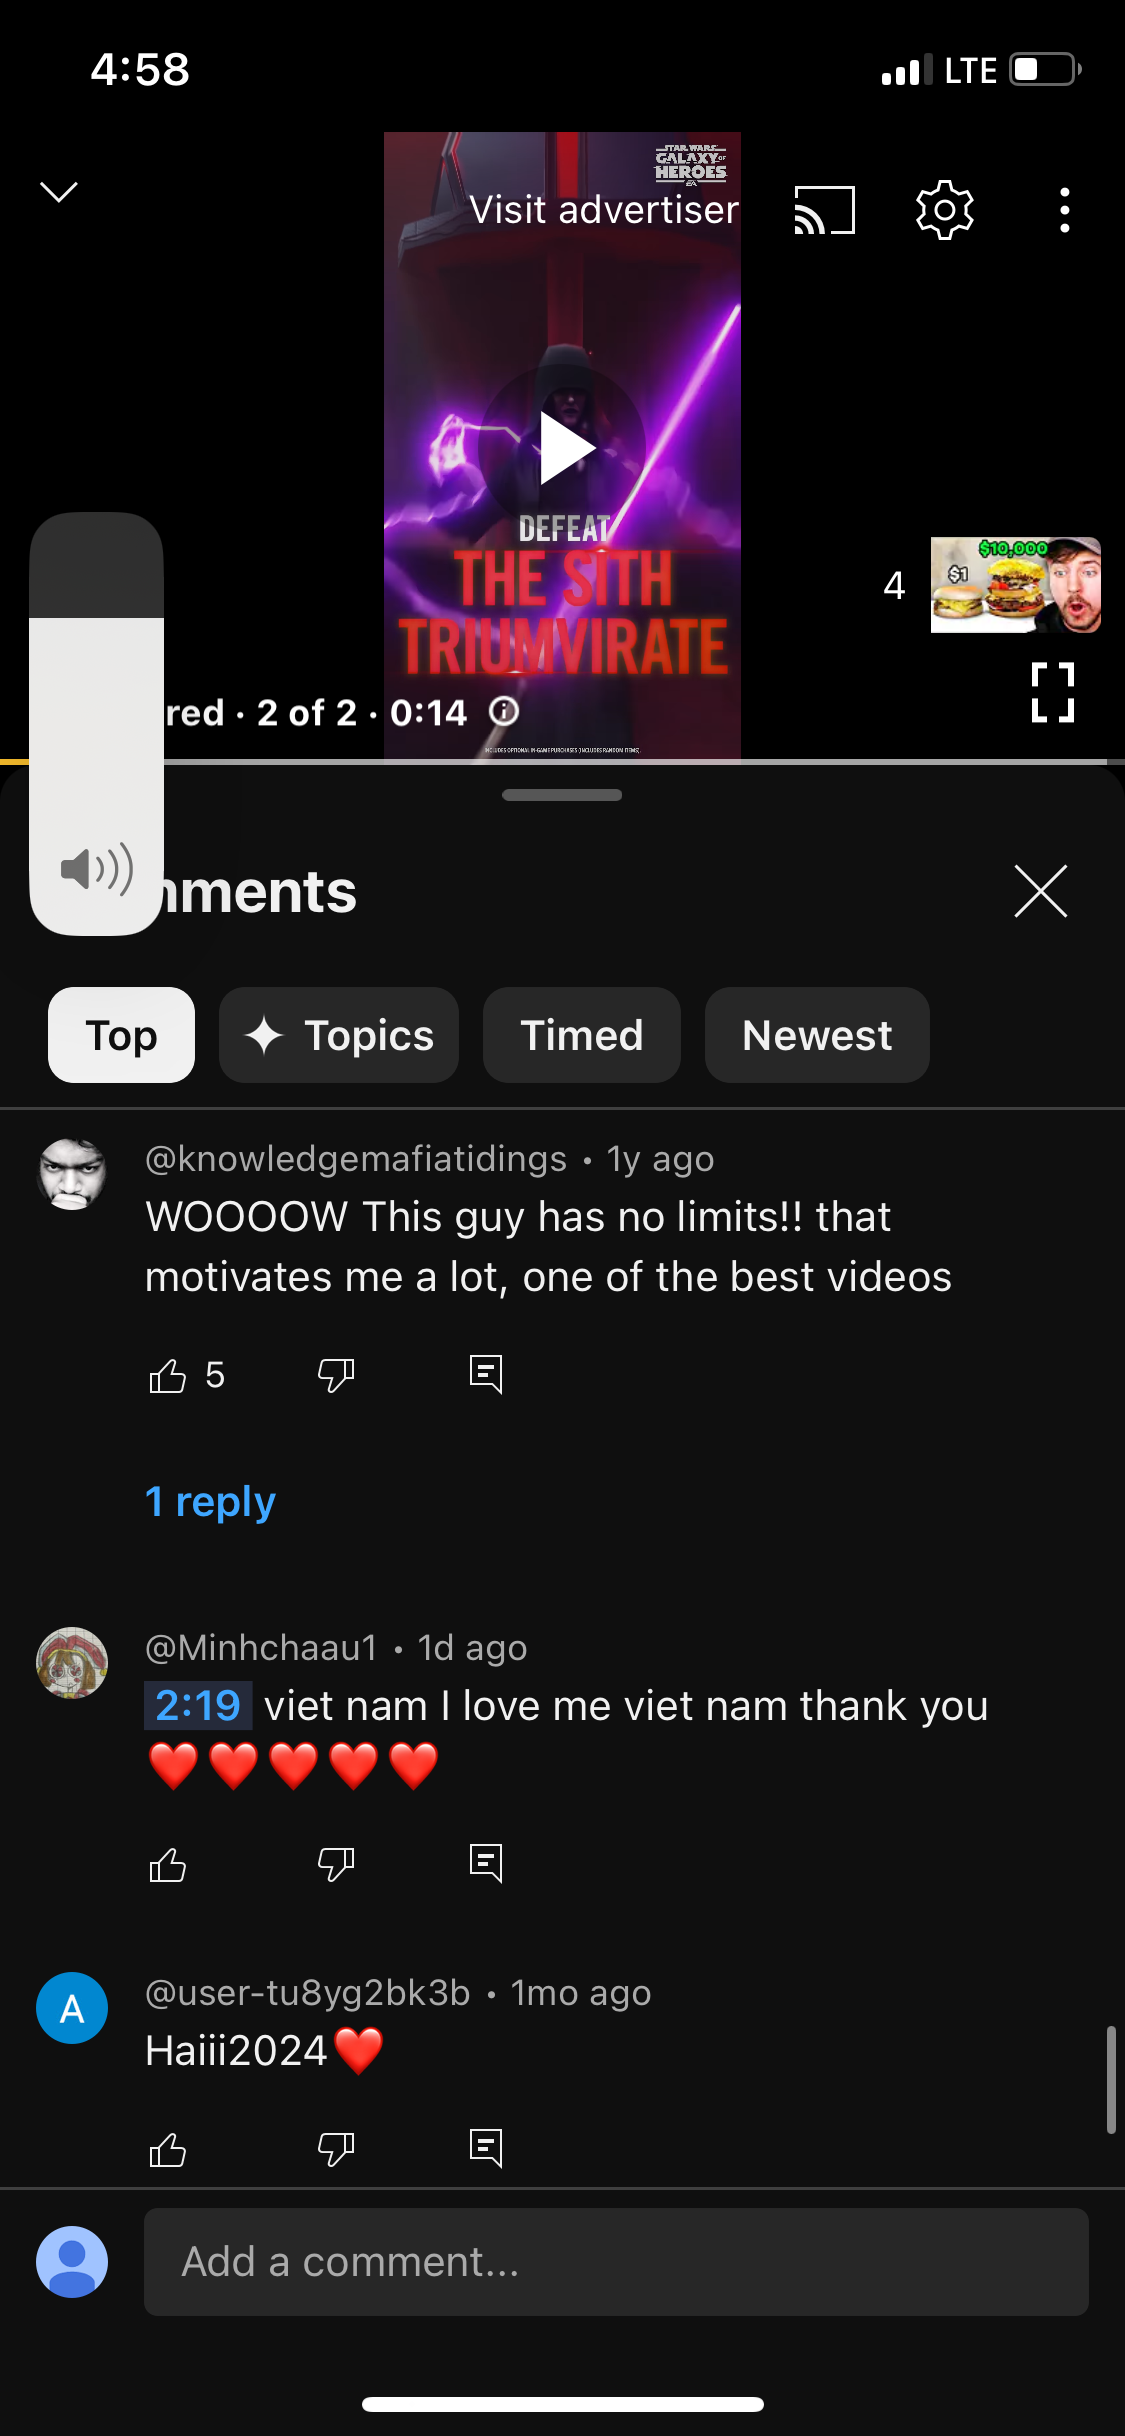 4:58
LTE
STAR WARS
GALAXY OF
HEROES
EA
Visit advertiser
DEFEAT
THE SITH
TRIUMVIRATE
$10,000
$1
4
red · 2 of 2 · 0:14
INCLUDES OPTIONAL IN-GAME PURCHASES (INCLUDES RANDOM ITEMS).
mments
Top
Topics
Timed
Newest
@knowledgemafiatidings · 1y ago
WOOOOW This guy has no limits!! that
motivates me a lot, one of the best videos
5
1 reply
@Minhchaau1 · 1d ago
2:19 viet nam I love me viet nam thank you
❤️❤️❤️❤️❤️
A
@user-tu8yg2bk3b · 1mo ago
Haiii2024❤️
Add a comment...